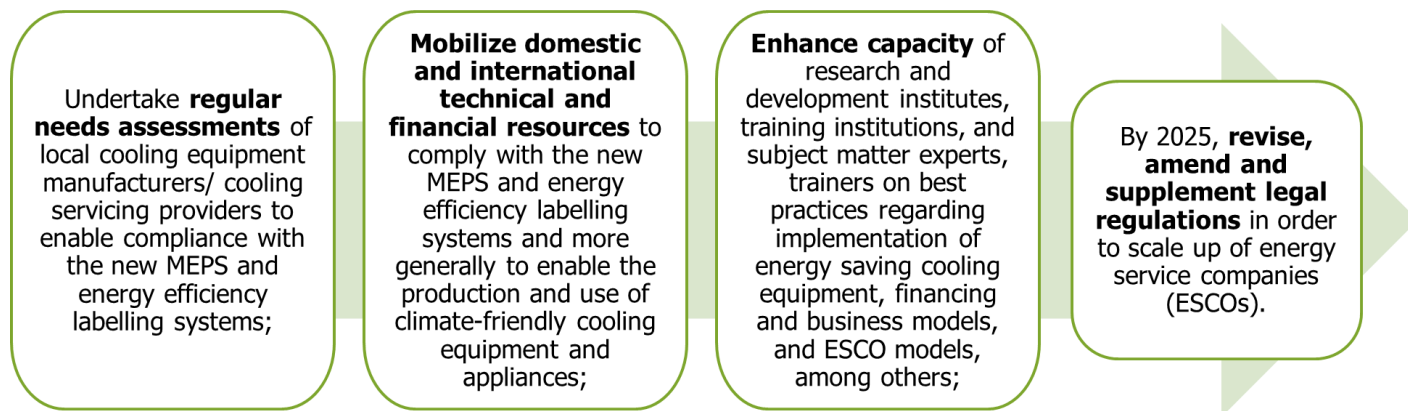 Undertake regular
needs assessments of
local cooling equipment
manufacturers/ cooling
servicing providers to
enable compliance with
the new MEPS and
energy efficiency
labelling systems;
Mobilize domestic
and international
technical and
financial resources to
comply with the new
MEPS and energy
efficiency labelling
systems and more
generally to enable the
production and use of
climate-friendly cooling
equipment and
appliances;
Enhance capacity of
research and
development institutes,
training institutions, and
subject matter experts,
trainers on best
practices regarding
implementation of
energy saving cooling
equipment, financing
and business models,
and ESCO models,
among others;
By 2025, revise,
amend and
supplement legal
regulations in order
to scale up of energy
service companies
(ESCOs).